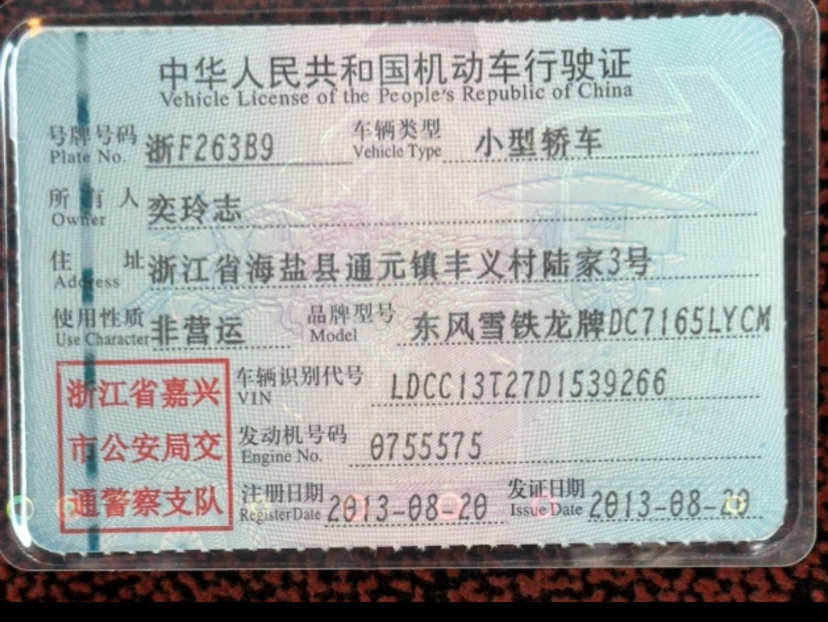 中华人民共和国机动车行驶证
Vehicle License of the People's Republic of China
号牌号码 浙F263B9 车辆类型 小型轿车
Plate No. Vehicle Type
所有人 奕玲志
Owner
住址 浙江省海盐县通元镇丰义村陆家3号
Address
使用性质 非营运 品牌型号 东风雪铁龙牌DC7165LYCM
Use Character Model
浙江省嘉兴
市公安局交
通警察支队
车辆识别代号 LDCC13T27D1539266
VIN
发动机号码 0755575
Engine No.
注册日期 2013-08-20 发证日期 2013-08-20
Register Date Issue Date